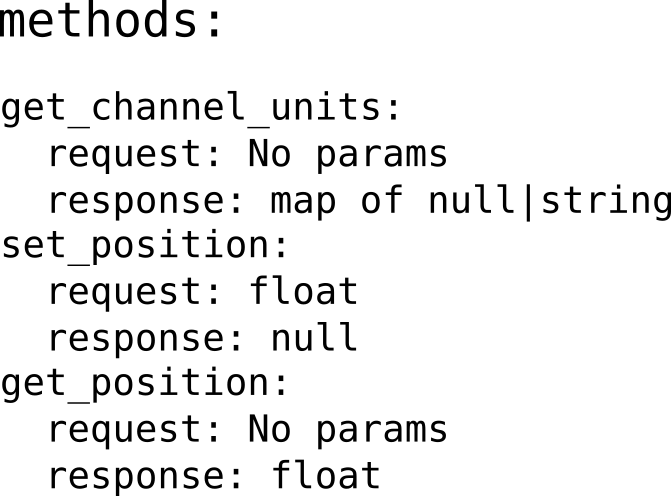 methods:
get_channel_units:
request: No params
response: map of null|string
set_position:
request: float
response: null
get_position:
request: No params
response: float